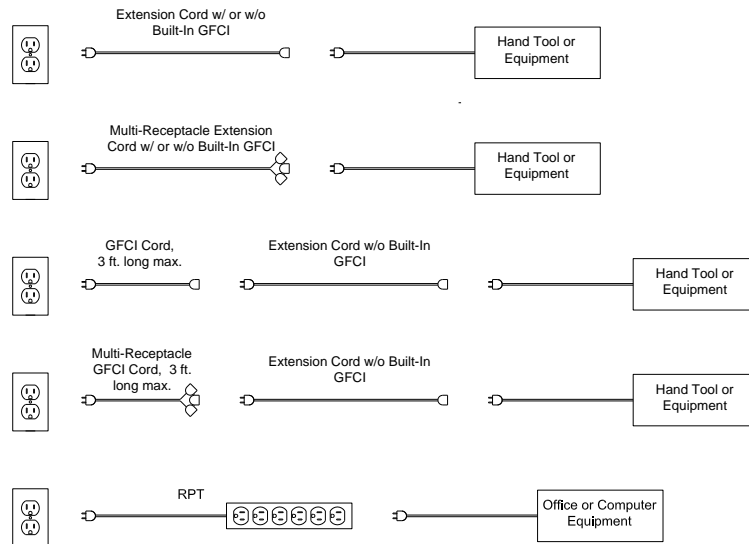 Extension Cord w/ or w/o
Built-In GFCI
Hand Tool or
Equipment
Multi-Receptacle Extension
Cord w/ or w/o Built-In GFCI
Hand Tool or
Equipment
GFCI Cord,
3 ft. long max.
Extension Cord w/o Built-In
GFCI
Hand Tool or
Equipment
Multi-Receptacle
GFCI Cord, 3 ft.
long max.
Extension Cord w/o Built-In
GFCI
Hand Tool or
Equipment
RPT
Office or Computer
Equipment